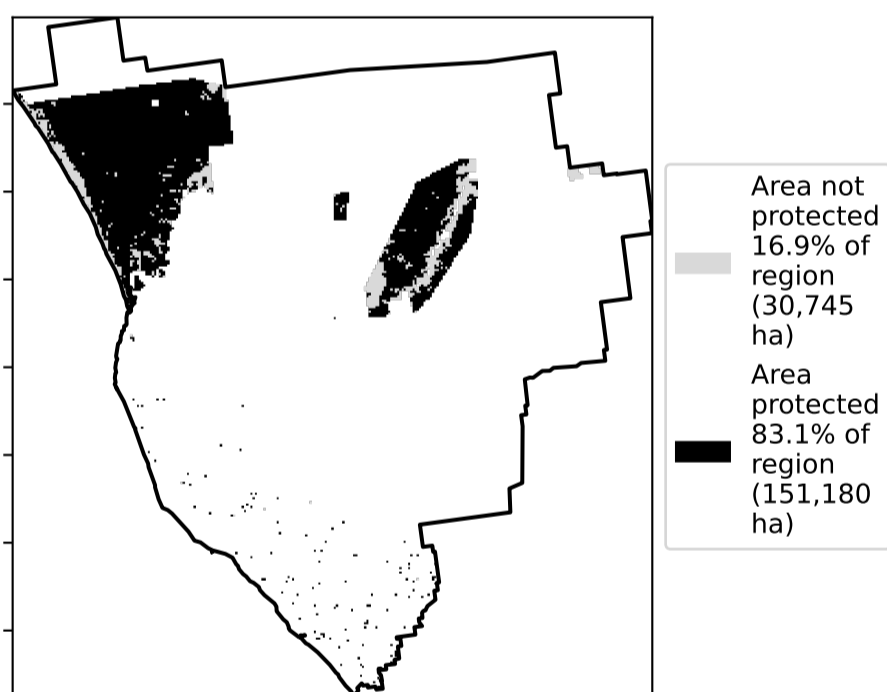 Area not
protected
16.9% of
region
(30,745
ha)
Area
protected
83.1% of
region
(151,180
ha)